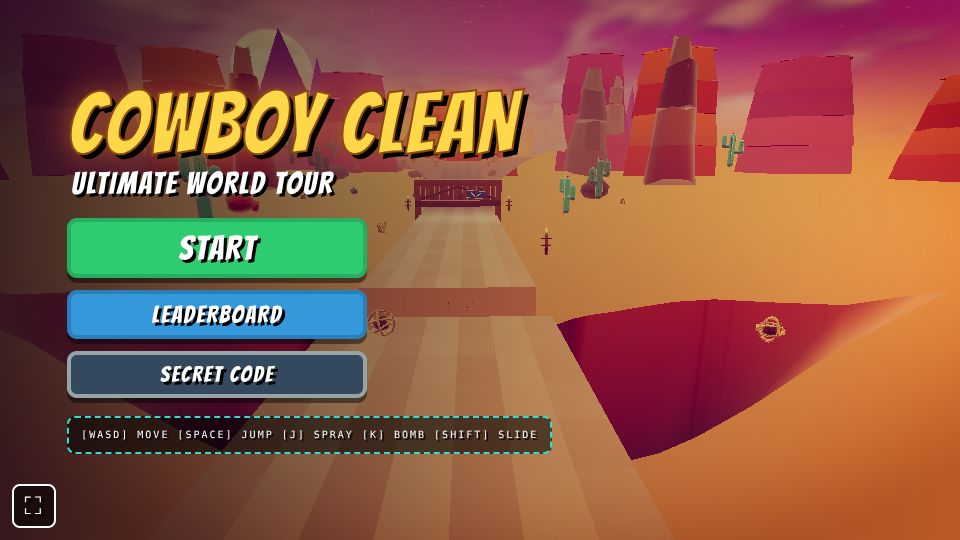 COWBOY CLEAN
ULTIMATE WORLD TOUR
START
LEADERBOARD
SECRET CODE
[WASD] MOVE [SPACE] JUMP [J] SPRAY [K] BOMB [SHIFT] SLIDE